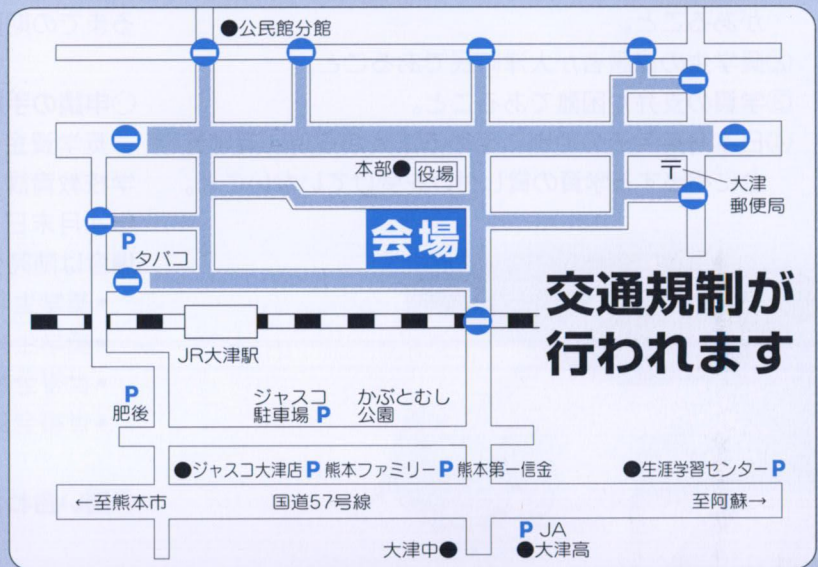 ●公民館分館
本部●
役場
〒
大津
郵便局
会場
P
タバコ
交通規制が
行われます
JR大津駅
P
肥後
ジャスコ
駐車場 P
かぶとむし
公園
●ジャスコ大津店 P 熊本ファミリー P 熊本第一信金
●生涯学習センター P
←至熊本市
国道57号線
至阿蘇→
P JA
大津中●
●大津高